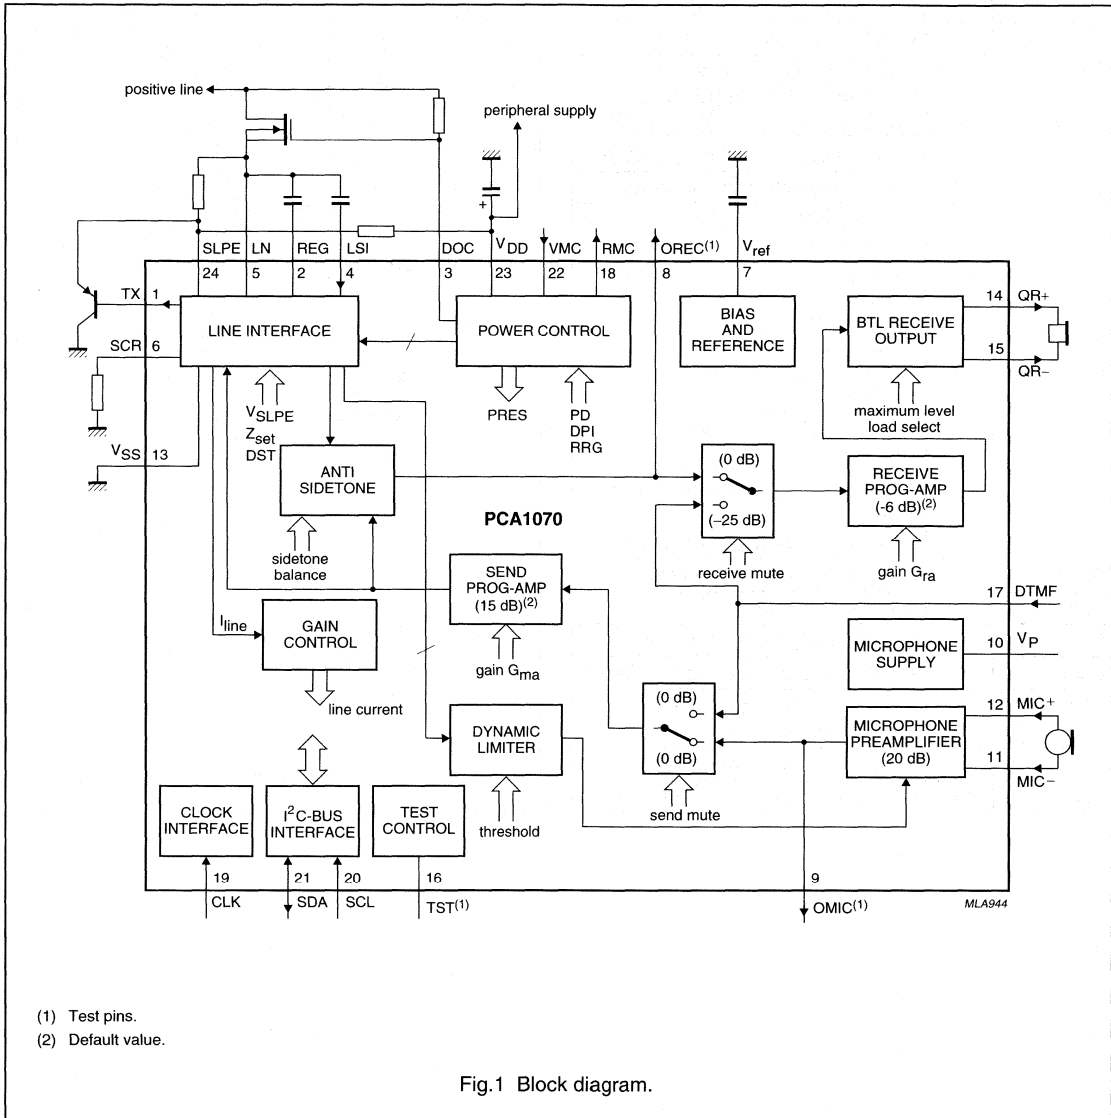 positive line
peripheral supply
+
SLPE LN REG LSI DOC VDD VMC RMC OREC(1) Vref
24 5 2 4 3 23 22 18 8 7
TX 1
LINE INTERFACE
POWER CONTROL
BIAS
AND
REFERENCE
BTL RECEIVE
OUTPUT
14 QR+
15
QR−
SCR 6
VSLPE
Zset
DST
PRES
PD
DPI
RRG
maximum level
load select
VSS 13
ANTI
SIDETONE
(0 dB)
(−25 dB)
RECEIVE
PROG-AMP
(-6 dB)(2)
PCA1070
sidetone
balance
receive mute
gain Gra
SEND
PROG-AMP
(15 dB)(2)
17 DTMF
Iline
GAIN
CONTROL
gain Gma
MICROPHONE
SUPPLY
10 VP
line current
(0 dB)
(0 dB)
12 MIC+
DYNAMIC
LIMITER
MICROPHONE
PREAMPLIFIER
(20 dB)
11
MIC−
threshold
send mute
CLOCK
INTERFACE
I2C-BUS
INTERFACE
TEST
CONTROL
19 21 20 16 9
CLK SDA SCL TST(1) OMIC(1)
MLA944
(1) Test pins.
(2) Default value.
Fig.1 Block diagram.